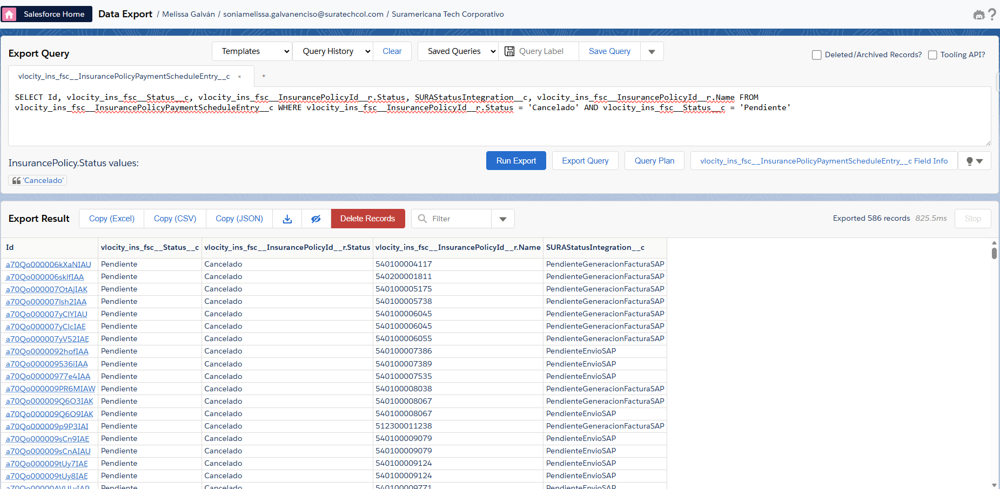 Salesforce Home Data Export / Melissa Galván / soniamelissa.galvanenciso@suratechcol.com / Suramericana Tech Corporativo
Export Query Templates Query History Clear Saved Queries Query Label Save Query Deleted/Archived Records? Tooling API?
vlocity_ins_fsc__InsurancePolicyPaymentScheduleEntry__c × +
SELECT Id, vlocity_ins_fsc__Status__c, vlocity_ins_fsc__InsurancePolicyId__r.Status, SURAStatusIntegration__c, vlocity_ins_fsc__InsurancePolicyId__r.Name FROM
vlocity_ins_fsc__InsurancePolicyPaymentScheduleEntry__c WHERE vlocity_ins_fsc__InsurancePolicyId__r.Status = 'Cancelado' AND vlocity_ins_fsc__Status__c = 'Pendiente'
InsurancePolicy.Status values: Run Export Export Query Query Plan vlocity_ins_fsc__InsurancePolicyPaymentScheduleEntry__c Field Info
'Cancelado'
Export Result Copy (Excel) Copy (CSV) Copy (JSON) Delete Records Filter Exported 586 records 825.5ms Stop
Id vlocity_ins_fsc__Status__c vlocity_ins_fsc__InsurancePolicyId__r.Status vlocity_ins_fsc__InsurancePolicyId__r.Name SURAStatusIntegration__c
a70Qo000006kXaNIAU Pendiente Cancelado 540100004117 PendienteGeneracionFacturaSAP
Pendiente Cancelado 540200001811 PendienteGeneracionFacturaSAP
a70Qo000007OtAjIAK Pendiente Cancelado 540100005175 PendienteGeneracionFacturaSAP
Pendiente Cancelado 540100005738 PendienteGeneracionFacturaSAP
Pendiente Cancelado 540100006045 PendienteGeneracionFacturaSAP
Pendiente Cancelado 540100006045 PendienteGeneracionFacturaSAP
a70Qo000007yV52IAE Pendiente Cancelado 540100006055 PendienteGeneracionFacturaSAP
a70Qo0000092hofIAA Pendiente Cancelado 540100007386 PendienteEnvioSAP
a70Qo000009536iIAA Pendiente Cancelado 540100007389 PendienteEnvioSAP
a70Qo00000977e4IAA Pendiente Cancelado 540100007535 PendienteEnvioSAP
a70Qo000009PR6MIAW Pendiente Cancelado 540100008038 PendienteGeneracionFacturaSAP
a70Qo000009Q6O3IAK Pendiente Cancelado 540100008067 PendienteGeneracionFacturaSAP
a70Qo000009Q6O9IAK Pendiente Cancelado 540100008067 PendienteEnvioSAP
a70Qo000009p9P3IAI Pendiente Cancelado 512300011238 PendienteGeneracionFacturaSAP
a70Qo000009sCn9IAE Pendiente Cancelado 540100009079 PendienteEnvioSAP
a70Qo000009sCnAIAU Pendiente Cancelado 540100009079 PendienteEnvioSAP
a70Qo000009tUy7IAE Pendiente Cancelado 540100009124 PendienteEnvioSAP
a70Qo000009tUy8IAE Pendiente Cancelado 540100009124 PendienteEnvioSAP
Pendiente Cancelado 540100009771 PendienteEnvioSAP